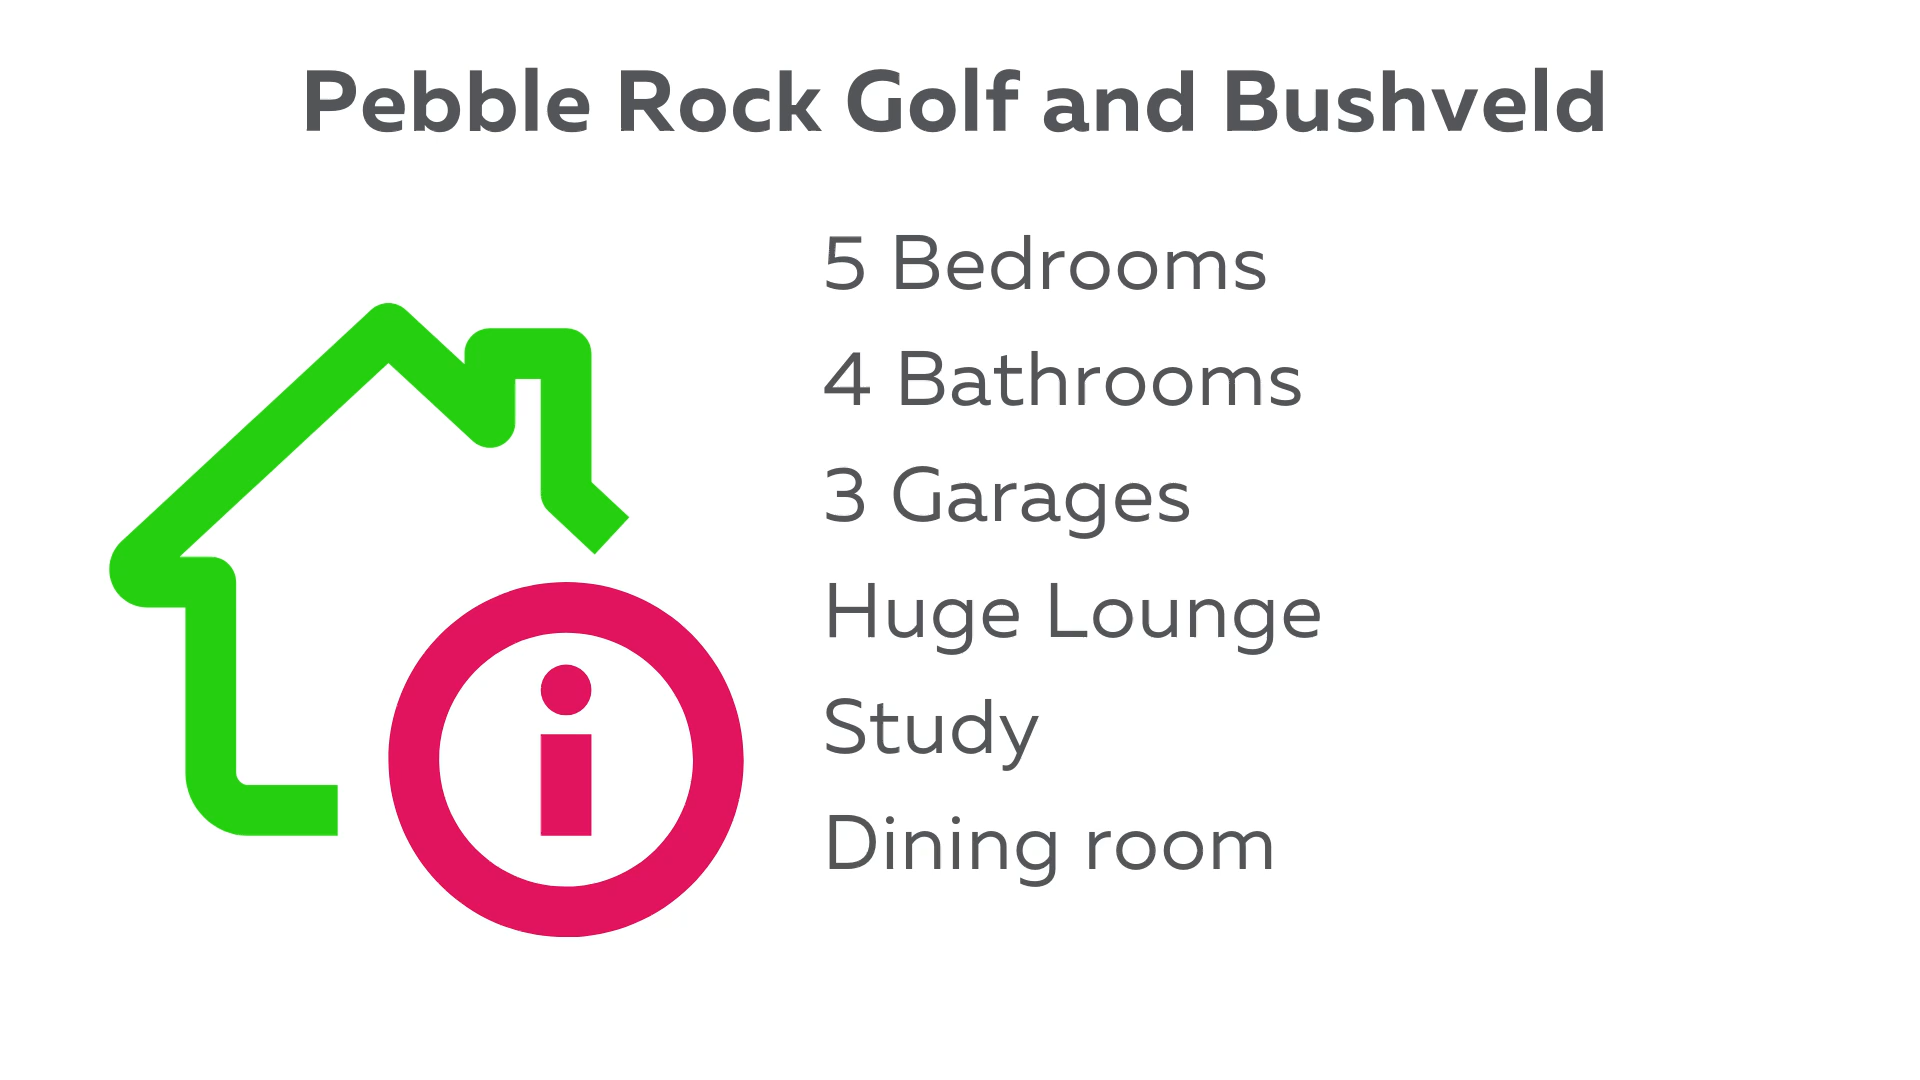 Pebble Rock Golf and Bushveld
5 Bedrooms
4 Bathrooms
3 Garages
Huge Lounge
Study
Dining room